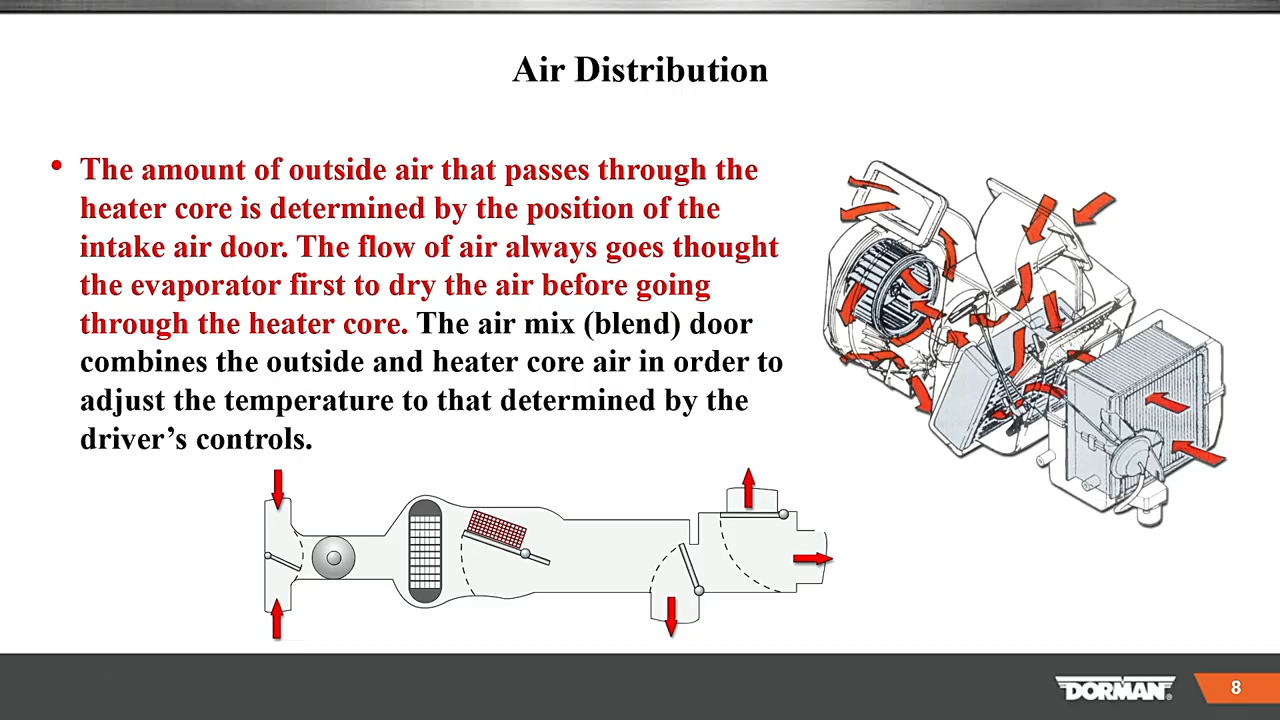 Air Distribution
• The amount of outside air that passes through the
heater core is determined by the position of the
intake air door. The flow of air always goes thought
the evaporator first to dry the air before going
through the heater core. The air mix (blend) door
combines the outside and heater core air in order to
adjust the temperature to that determined by the
driver’s controls.
DORMAN®
8